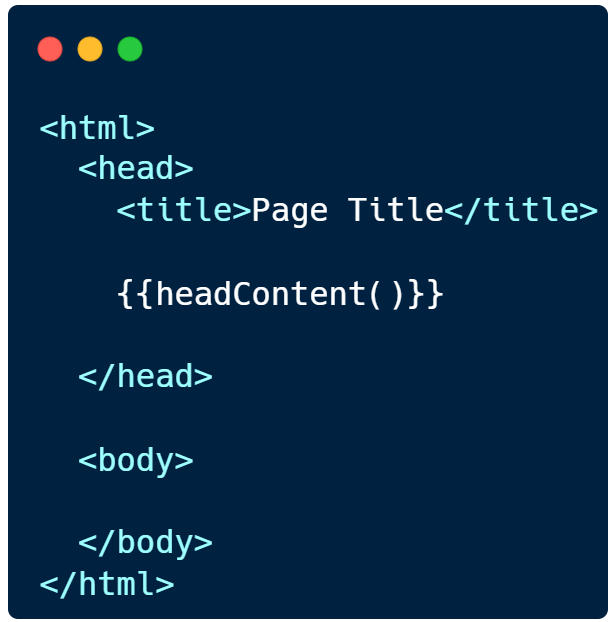 <html>
  <head>
    <title>Page Title</title>
    {{headContent()}}
  </head>
  <body>
  </body>
</html>